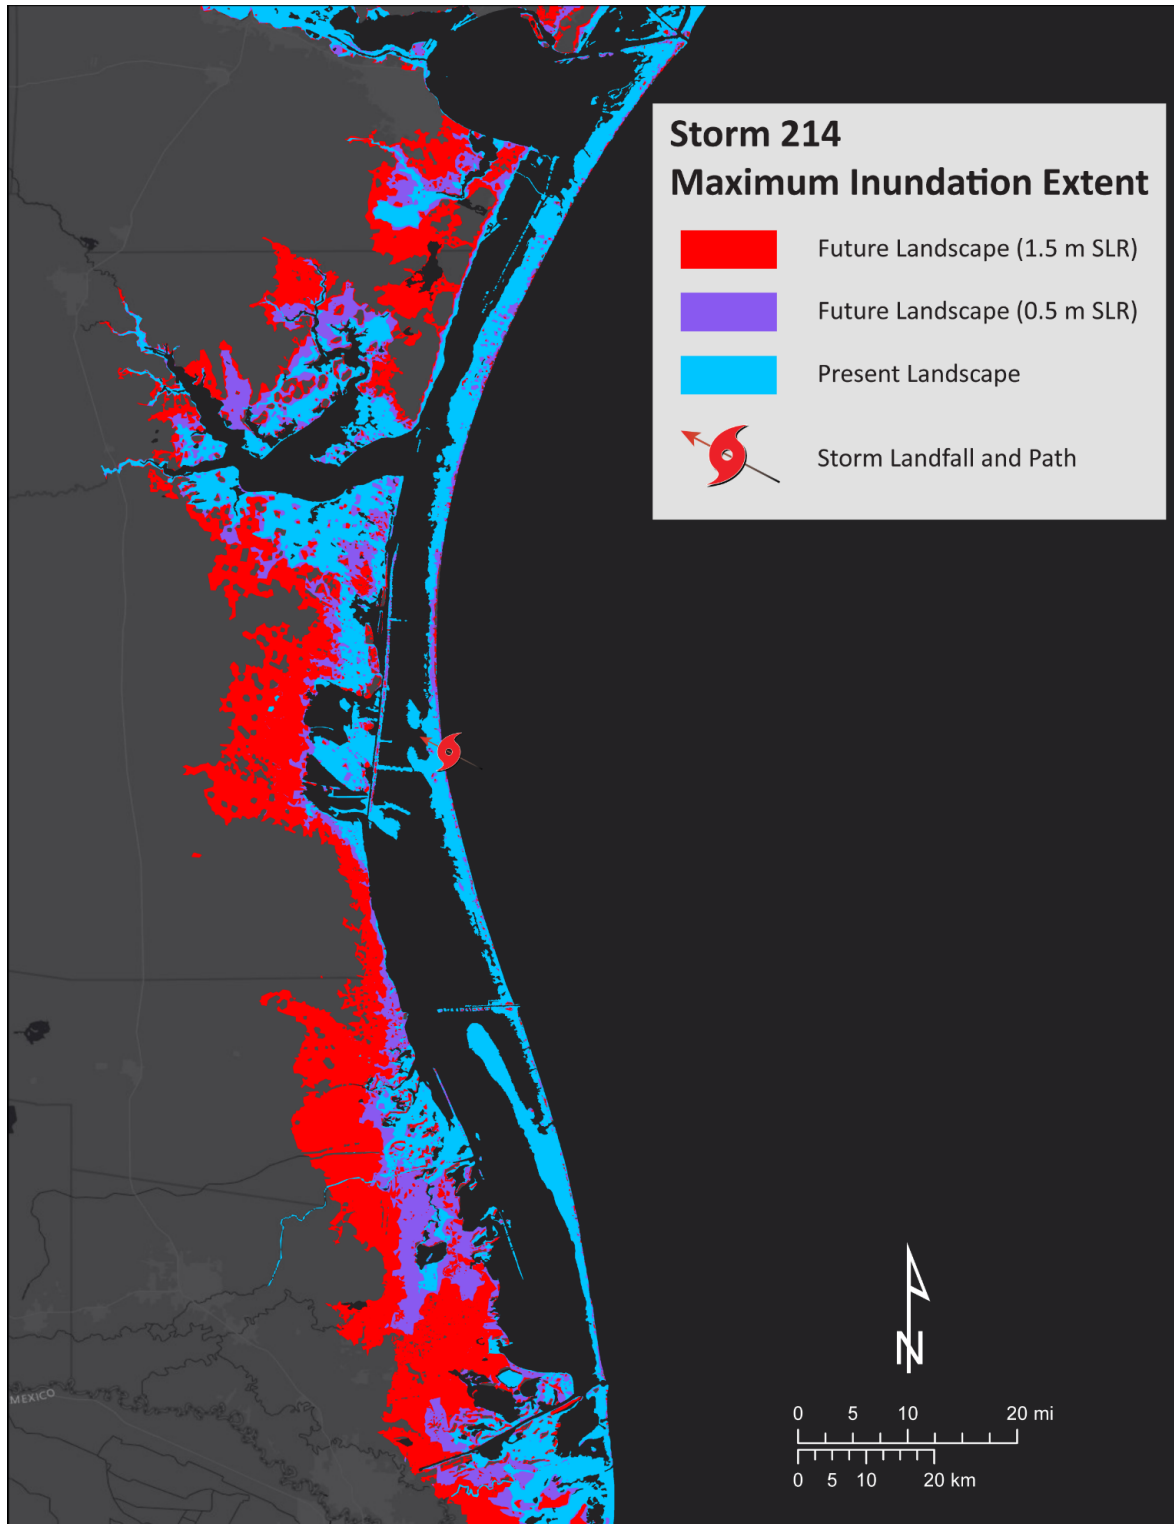 Storm 214
Maximum Inundation Extent
Future Landscape (1.5 m SLR)
Future Landscape (0.5 m SLR)
Present Landscape
Storm Landfall and Path
N
0 5 10 20 mi
0 5 10 20 km
MEXICO